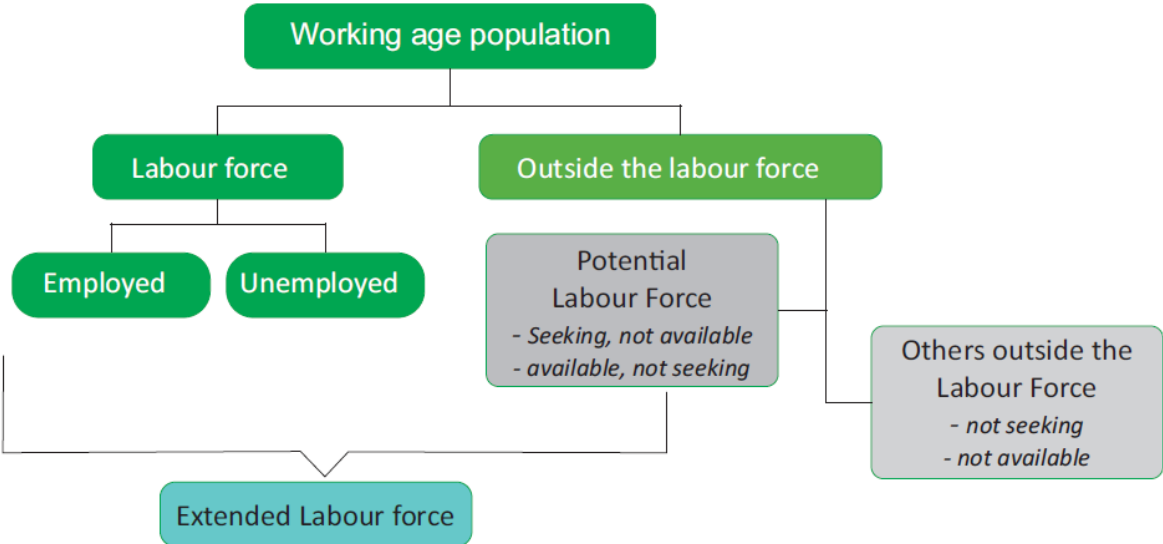 Working age population
Labour force
Outside the labour force
Employed
Unemployed
Potential
Labour Force
- Seeking, not available
- available, not seeking
Others outside the
Labour Force
- not seeking
- not available
Extended Labour force